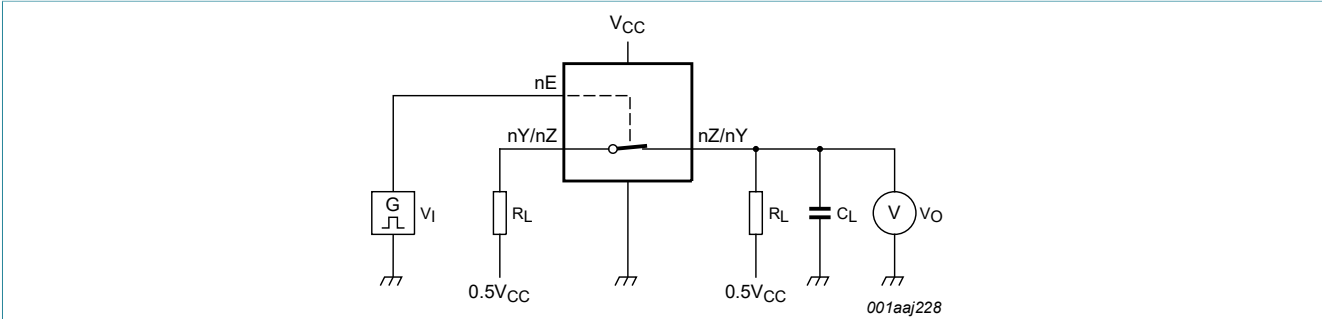 VCC
nE
nY/nZ
nZ/nY
G
VI
RL
RL
CL
V
VO
0.5VCC
0.5VCC
001aaj228